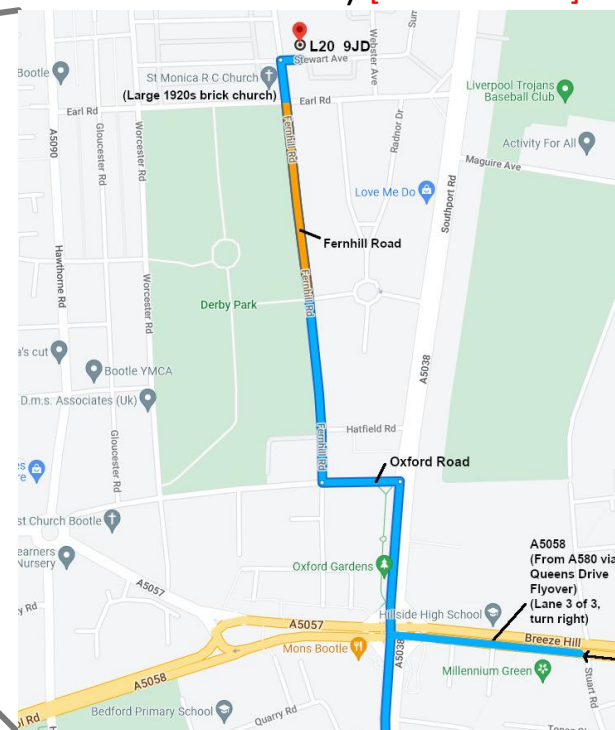 L20 9JD
Stewart Ave
Webster Ave
Bootle
St Monica R C Church
(Large 1920s brick church)
Earl Rd
Earl Rd
Liverpool Trojans
Baseball Club
Activity For All
Maguire Ave
A5090
Gloucester Rd
Worcester Rd
Fernhill Rd
Radnor Dr
Love Me Do
Southport Rd
Fernhill Road
Hawthorne Rd
Worcester Rd
Derby Park
Fernhill Rd
Bootle YMCA
D.m.s. Associates (Uk)
A5038
Gloucester Rd
Fernhill Rd
Hatfield Rd
Oxford Road
st Church Bootle
earners
Nursery
A5057
Oxford Gardens
A5058
(From A580 via
Queens Drive
Flyover)
(Lane 3 of 3,
turn right)
Hillside High School
A5057
Breeze Hill
Mons Bootle
A5038
Millennium Green
Stuart Rd
A5058
Bedford Primary School
Quarry Rd